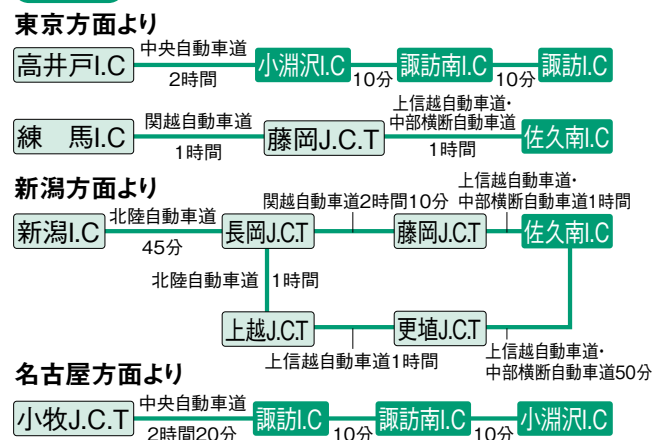 東京方面より
高井戸I.C 中央自動車道 2時間 小淵沢I.C 10分 諏訪南I.C 10分 諏訪I.C
練　馬I.C 関越自動車道 1時間 藤岡J.C.T 上信越自動車道・中部横断自動車道 1時間 佐久南I.C
新潟方面より
新潟I.C 北陸自動車道 45分 長岡J.C.T 関越自動車道2時間10分 藤岡J.C.T 上信越自動車道・中部横断自動車道1時間 佐久南I.C
北陸自動車道 1時間
上越J.C.T 上信越自動車道1時間 更埴J.C.T 上信越自動車道・中部横断自動車道50分
名古屋方面より
小牧J.C.T 中央自動車道 2時間20分 諏訪I.C 10分 諏訪南I.C 10分 小淵沢I.C